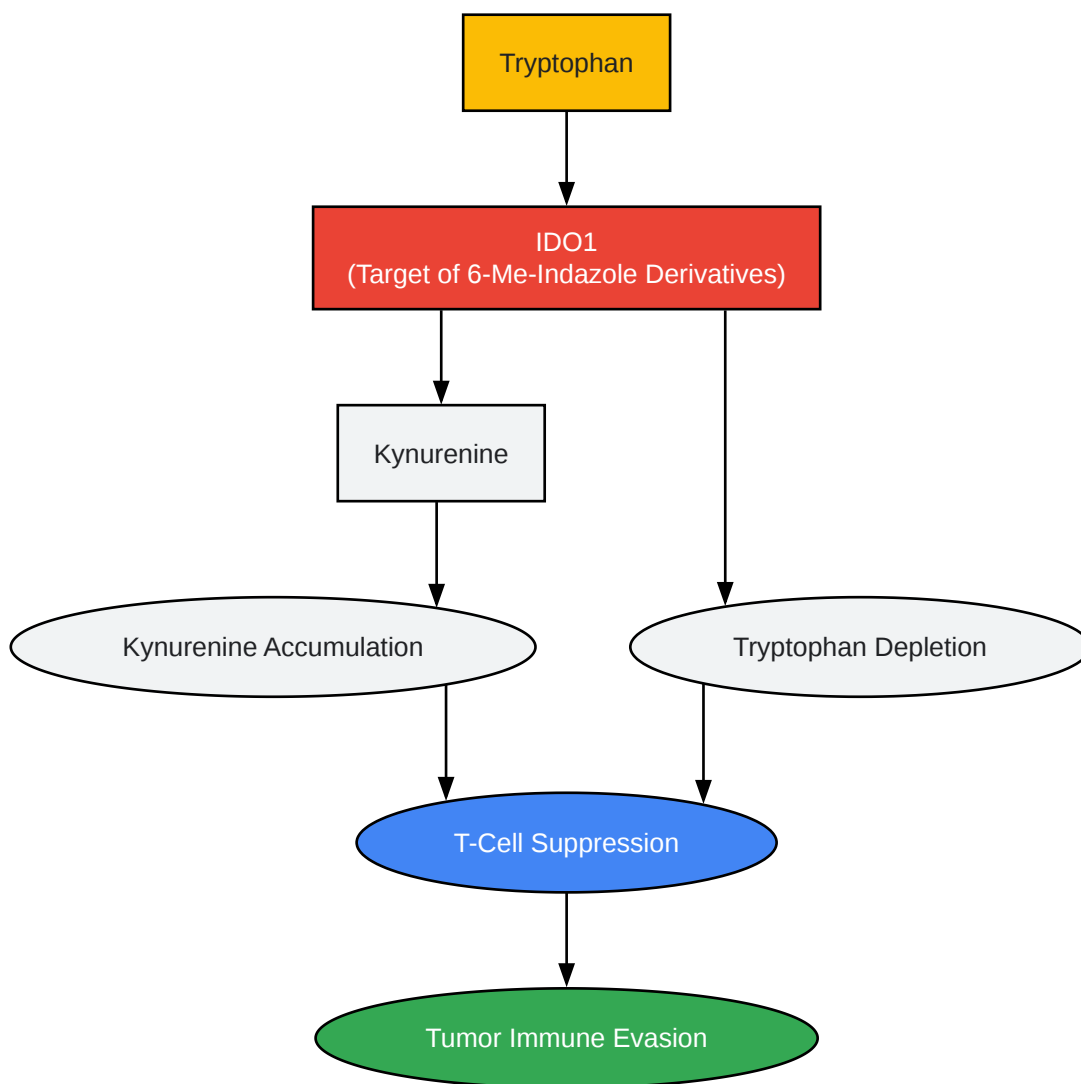 Tryptophan
IDO1
(Target of 6-Me-Indazole Derivatives)
Kynurenine
Kynurenine Accumulation
Tryptophan Depletion
T-Cell Suppression
Tumor Immune Evasion